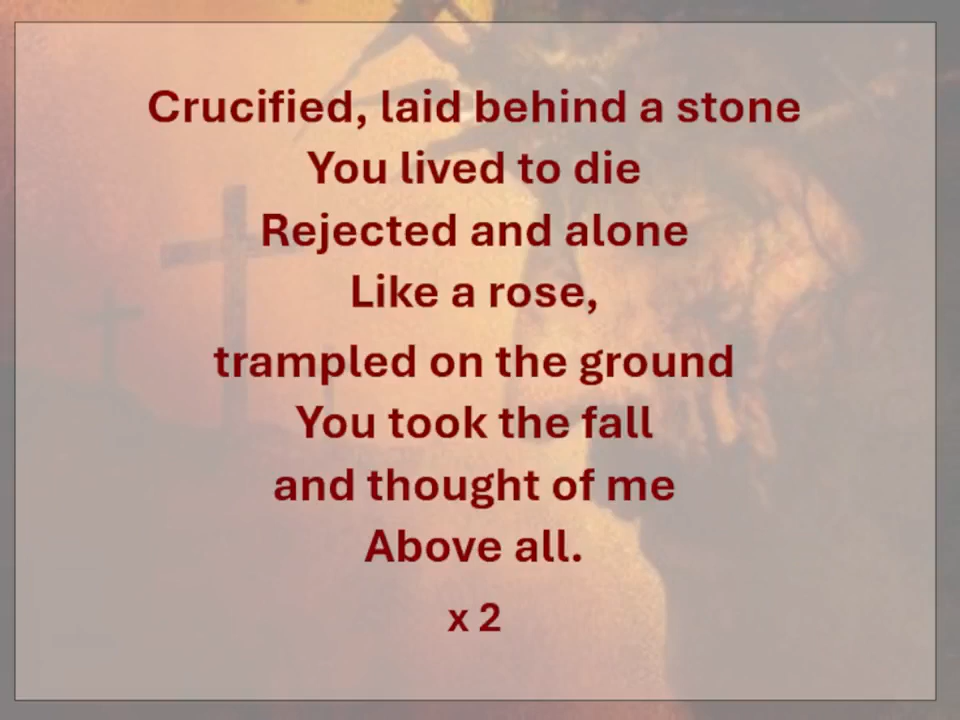 Crucified, laid behind a stone
You lived to die
Rejected and alone
Like a rose,
trampled on the ground
You took the fall
and thought of me
Above all.
x 2